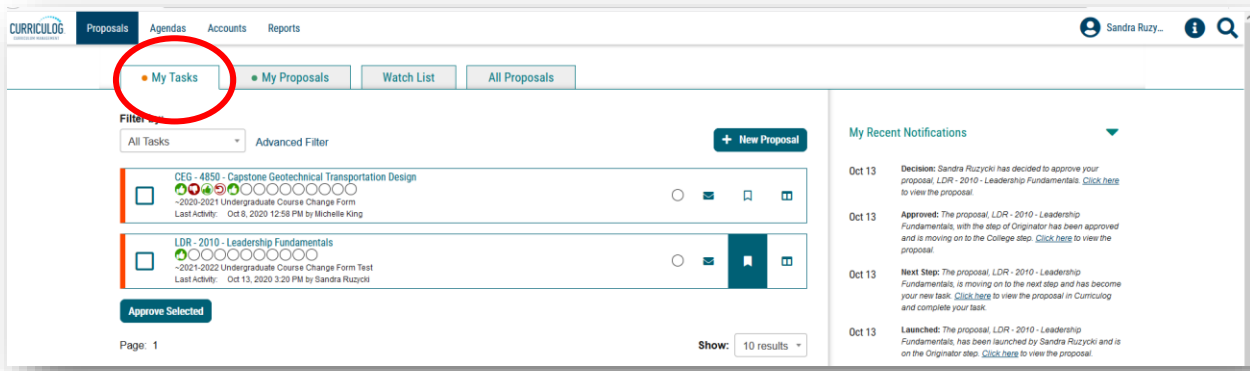 CURRICULOG
Proposals Agendas Accounts Reports
Sandra Ruzy...
My Tasks My Proposals Watch List All Proposals
Filter by:
All Tasks Advanced Filter
+ New Proposal
CEG - 4850 - Capstone Geotechnical Transportation Design
~2020-2021 Undergraduate Course Change Form
Last Activity: Oct 8, 2020 12:58 PM by Michelle King
LDR - 2010 - Leadership Fundamentals
~2021-2022 Undergraduate Course Change Form Test
Last Activity: Oct 13, 2020 3:20 PM by Sandra Ruzycki
Approve Selected
Page: 1
Show: 10 results
My Recent Notifications
Oct 13 Decision: Sandra Ruzycki has decided to approve your
proposal, LDR - 2010 - Leadership Fundamentals. Click here
to view the proposal.
Oct 13 Approved: The proposal, LDR - 2010 - Leadership
Fundamentals, with the step of Originator has been approved
and is moving on to the College step. Click here to view the
proposal.
Oct 13 Next Step: The proposal, LDR - 2010 - Leadership
Fundamentals, is moving on to the next step and has become
your new task. Click here to view the proposal in Curriculog
and complete your task.
Oct 13 Launched: The proposal, LDR - 2010 - Leadership
Fundamentals, has been launched by Sandra Ruzycki and is
on the Originator step. Click here to view the proposal.